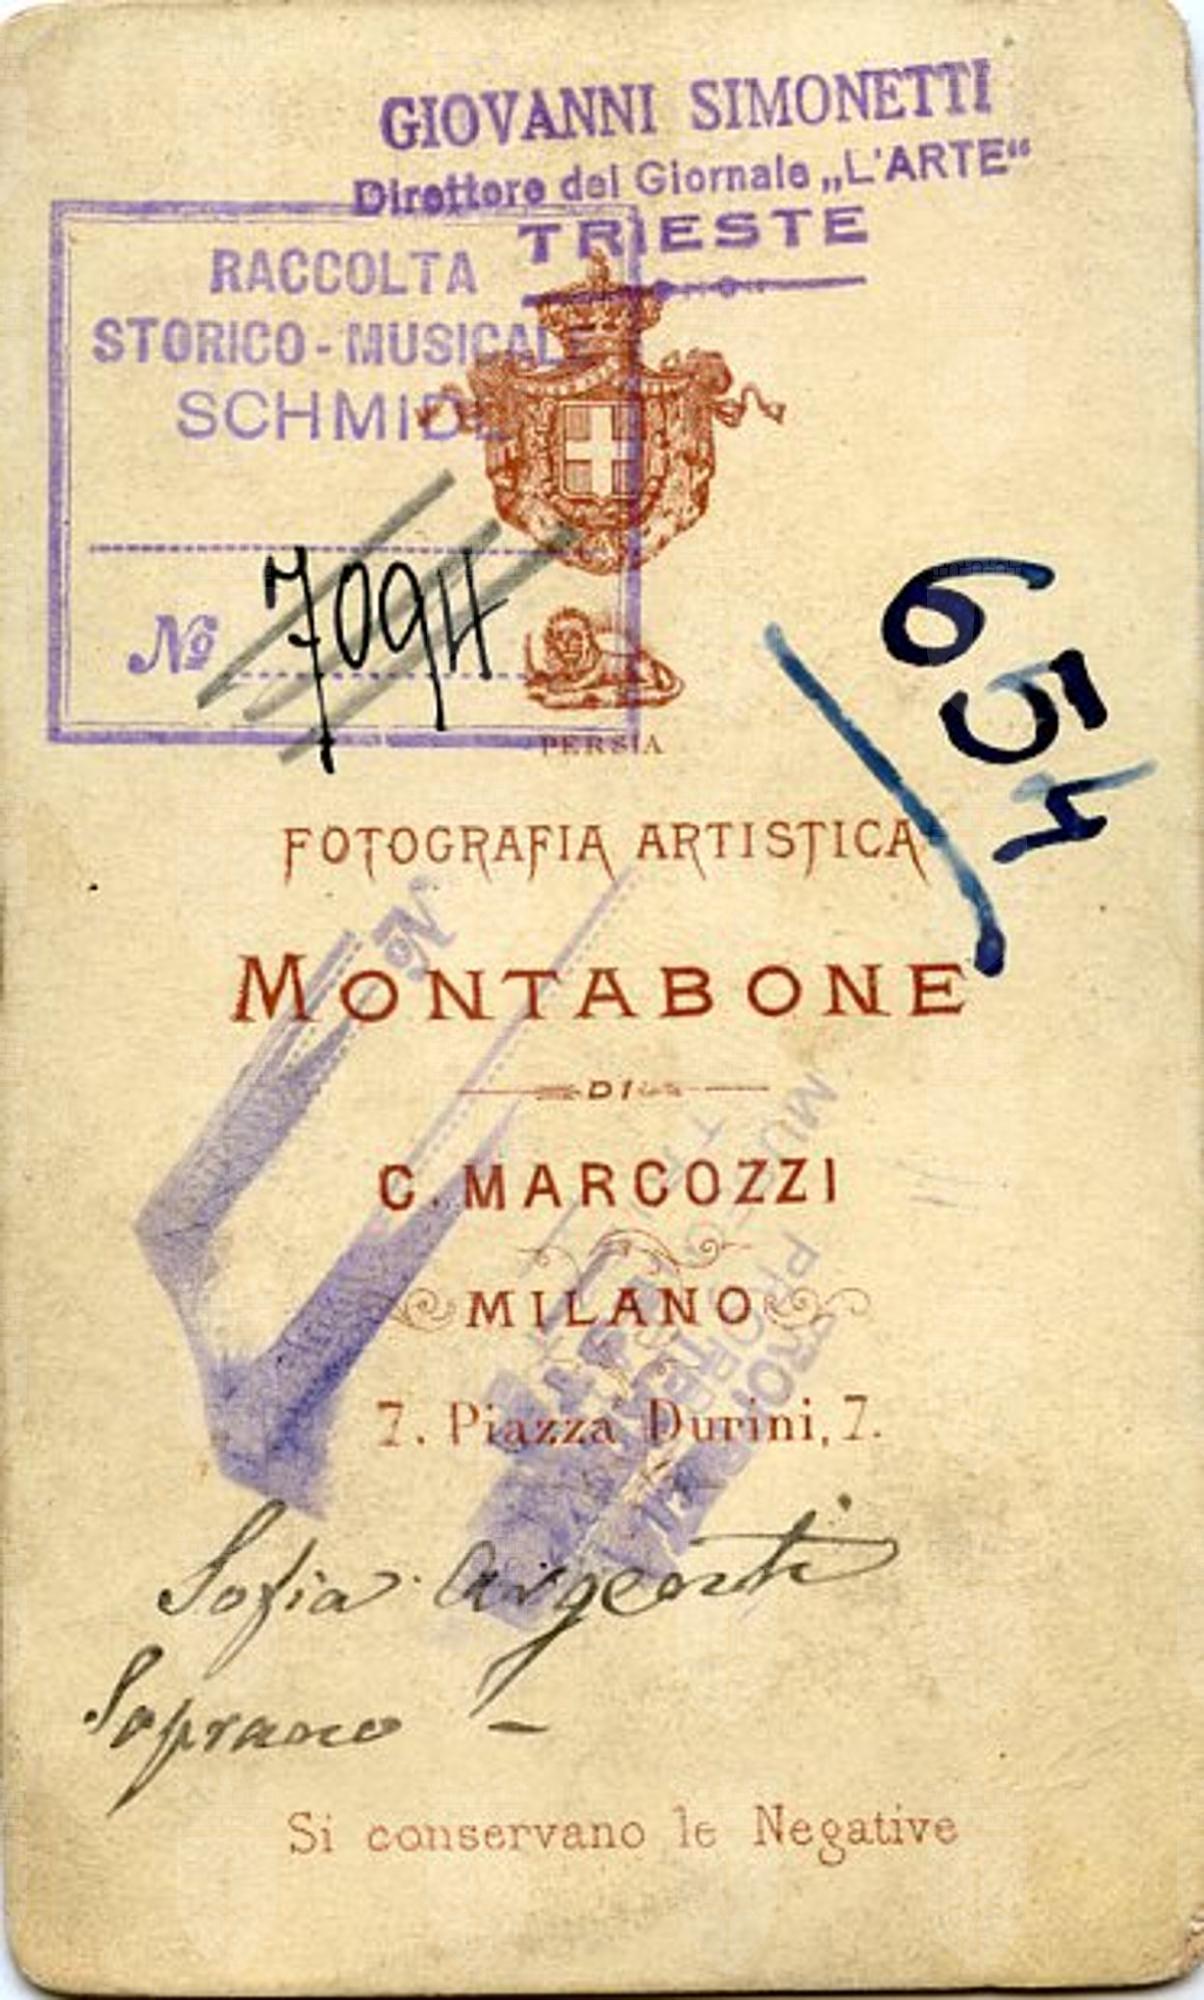 GIOVANNI SIMONETTI
Direttore del Giornale „L'ARTE“
TRIESTE
RACCOLTA
STORICO-MUSICALE
SCHMIDL
№ 7094
654
PERSIA
FOTOGRAFIA ARTISTICA
№
MONTABONE
DI
C. MARCOZZI
MILANO
7. Piazza Durini, 7.
Sofia Argenti
Soprano -
Si conservano le Negative